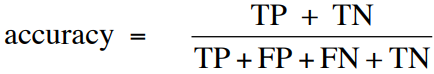 accuracy = TP + TN
TP + FP + FN + TN